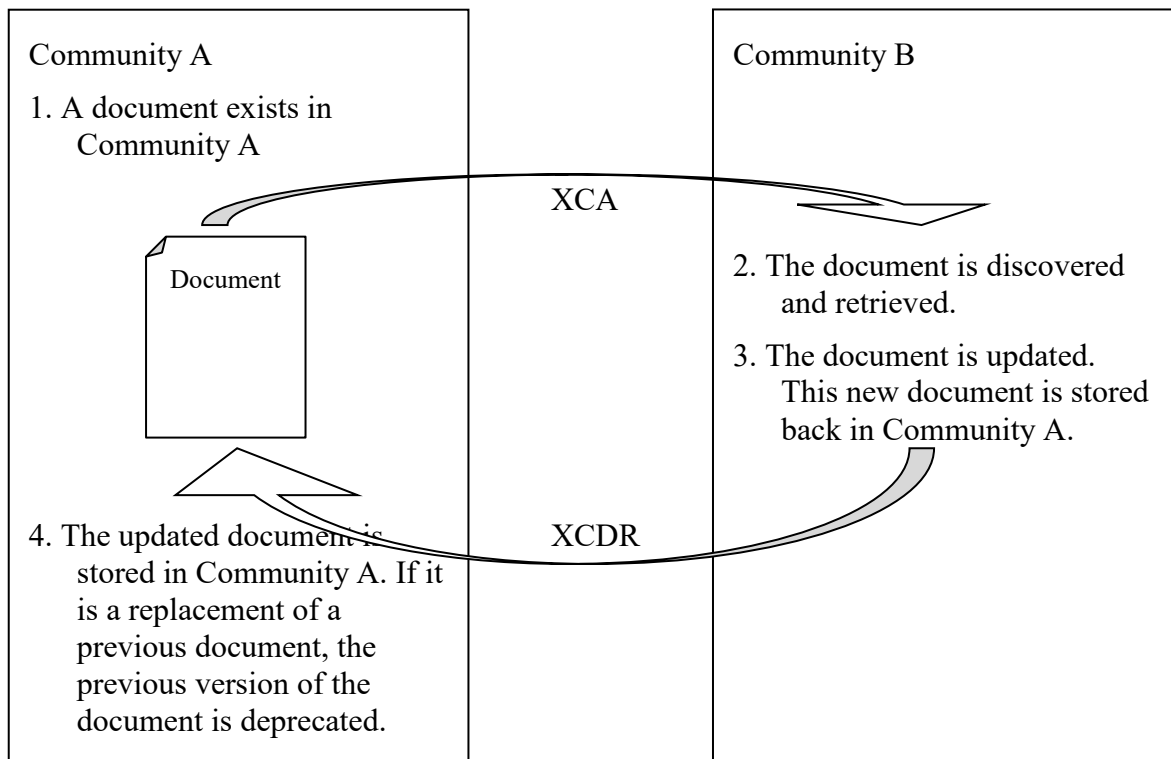 Community A
1. A document exists in
Community A
XCA
Document
Community B
2. The document is discovered
and retrieved.
3. The document is updated.
This new document is stored
back in Community A.
XCDR
4. The updated document is
stored in Community A. If it
is a replacement of a
previous document, the
previous version of the
document is deprecated.